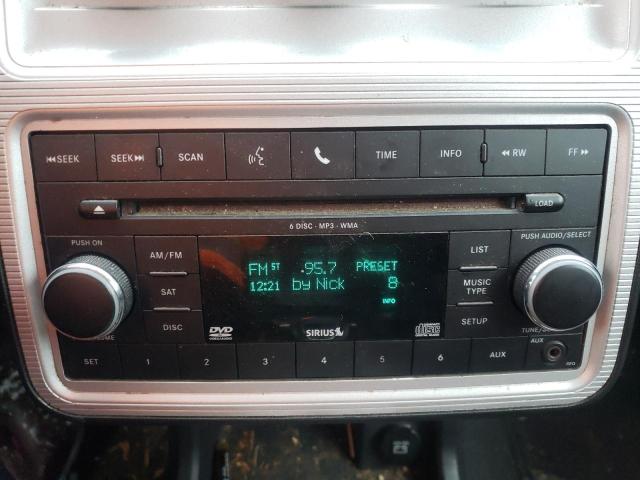 SEEK SEEK SCAN TIME INFO RW FF
LOAD
6 DISC · MP3 · WMA
PUSH ON
AM/FM
SAT
DISC
FM ST 95.7 PRESET
12:21 by Nick 8
INFO
DVD
VIDEO/AUDIO
SIRIUS
LIST
MUSIC TYPE
SETUP
PUSH AUDIO/SELECT
SET 1 2 3 4 5 6 AUX
AUX